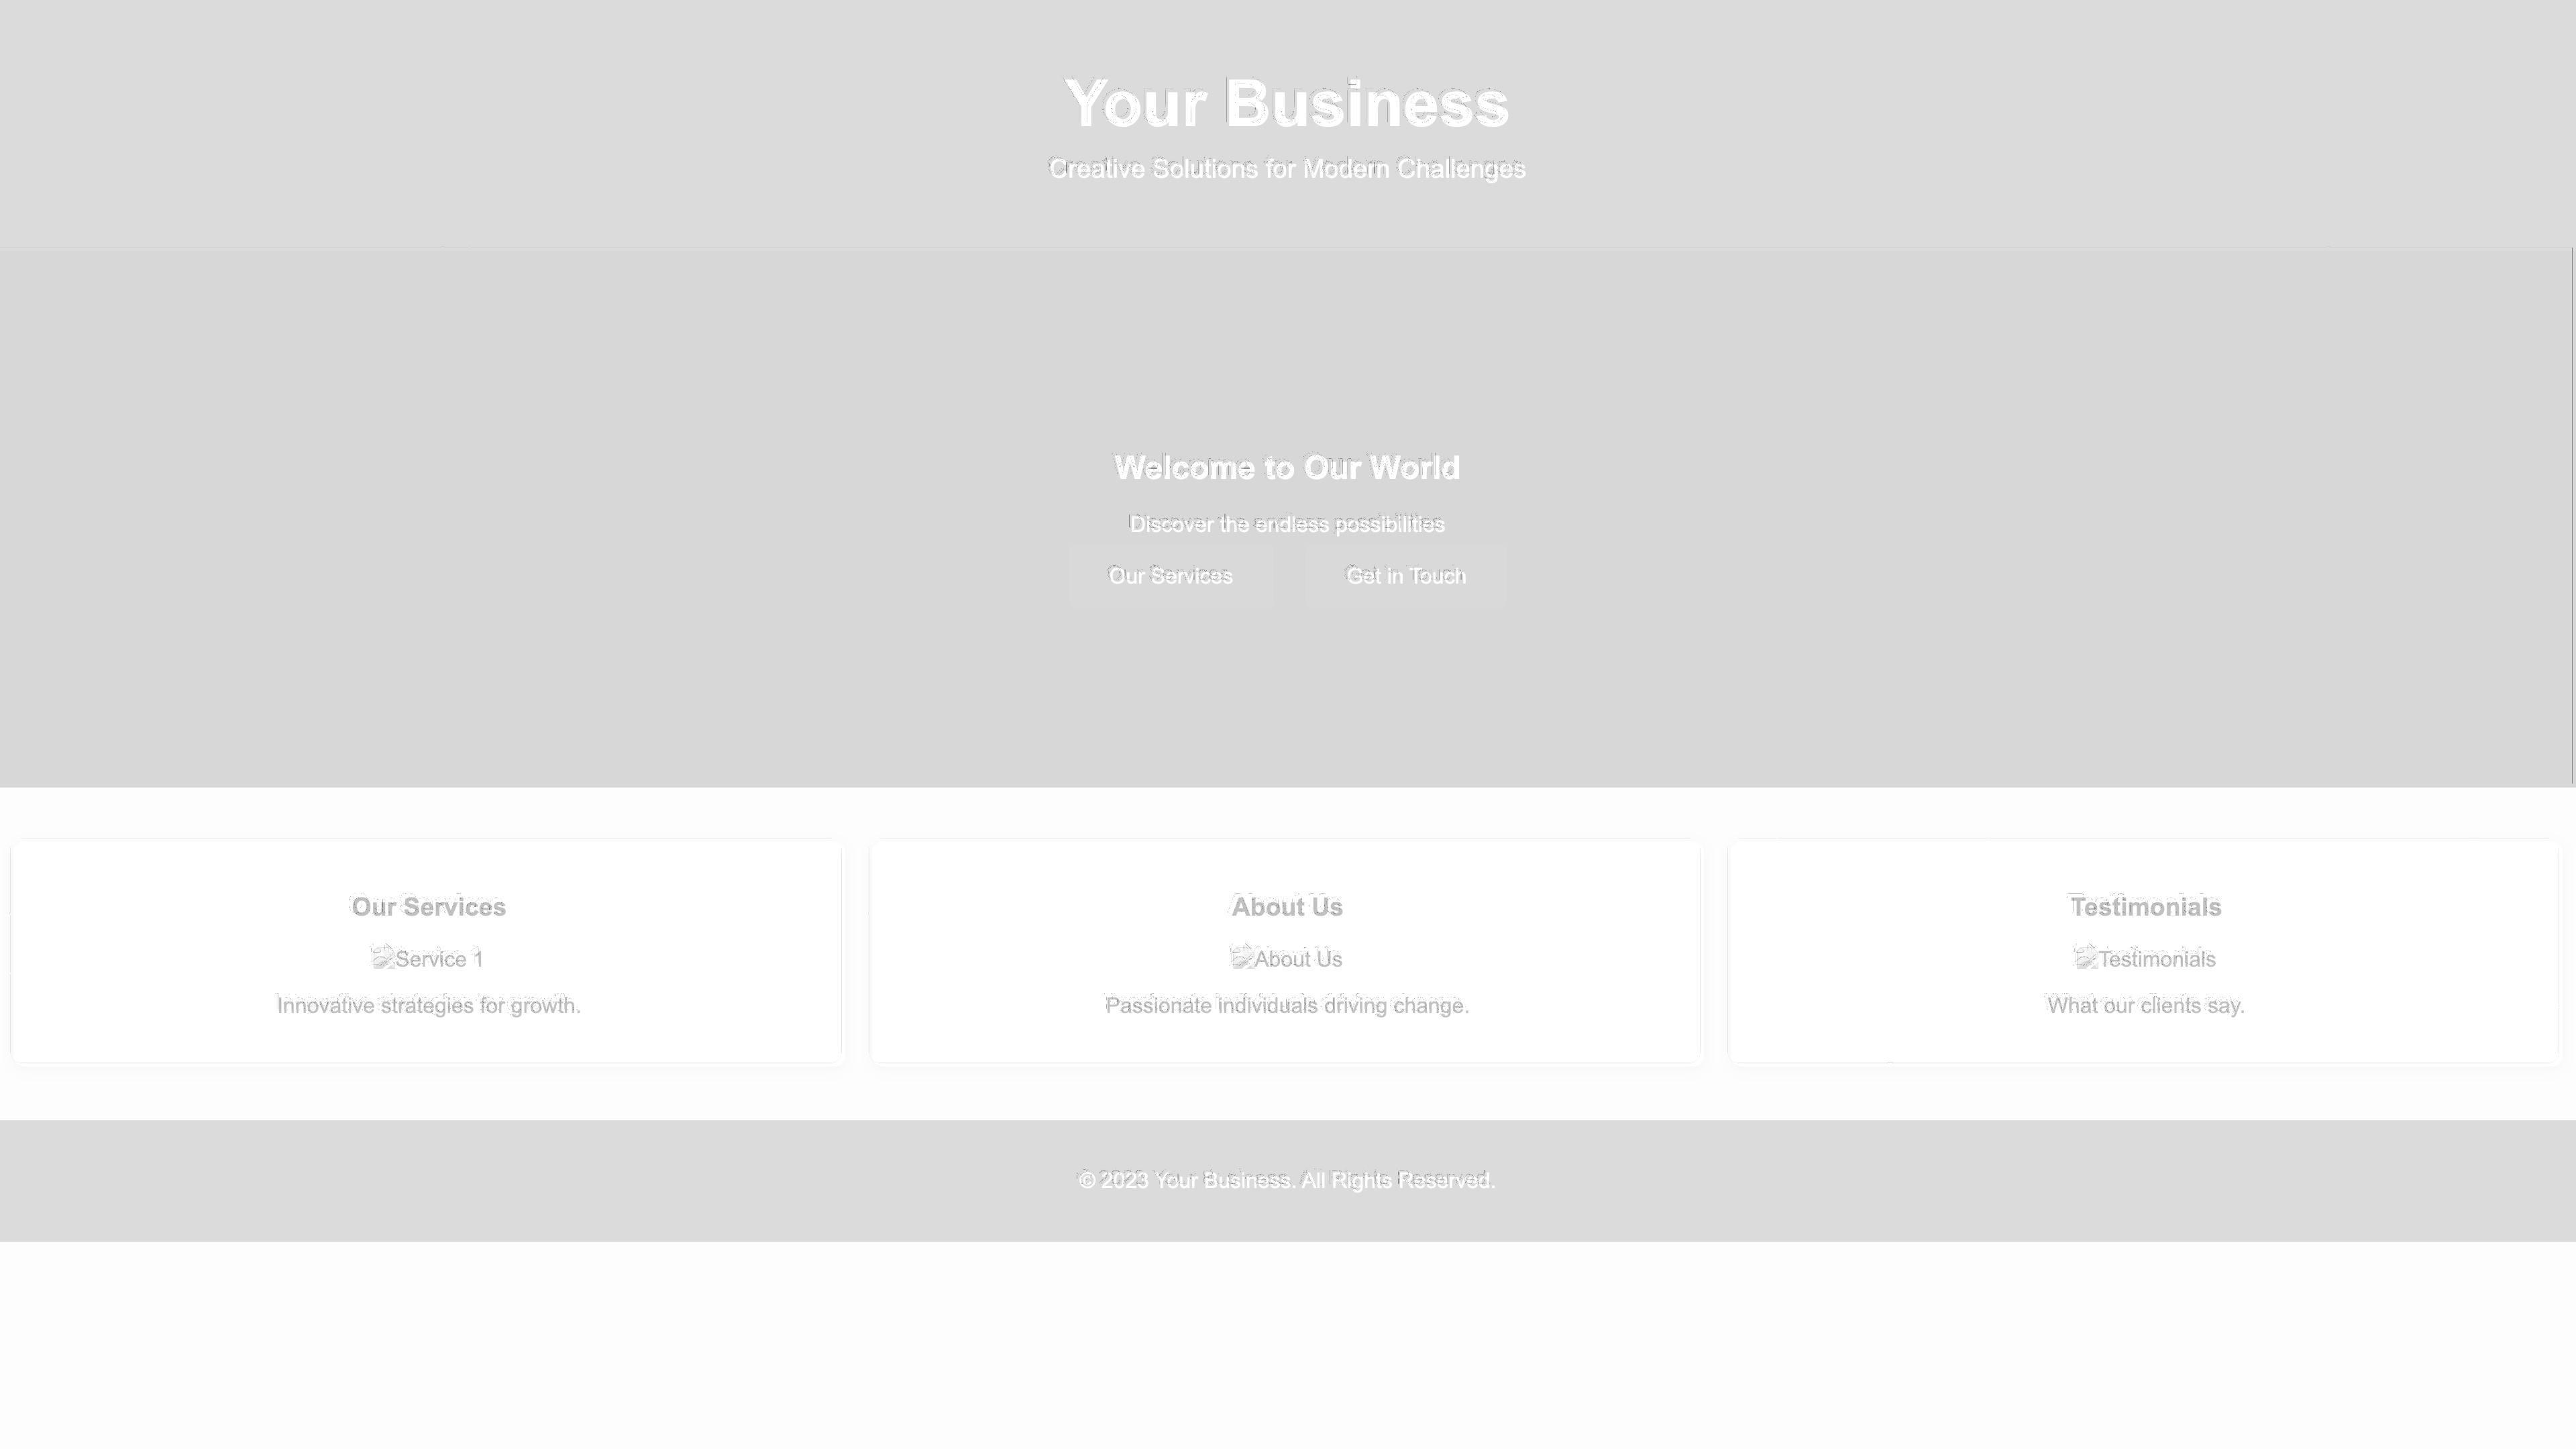 Your Business
Creative Solutions for Modern Challenges
Welcome to Our World
Discover the endless possibilities
Our Services
Get in Touch
Our Services
Service 1
Innovative strategies for growth.
About Us
About Us
Passionate individuals driving change.
Testimonials
Testimonials
What our clients say.
© 2023 Your Business. All Rights Reserved.